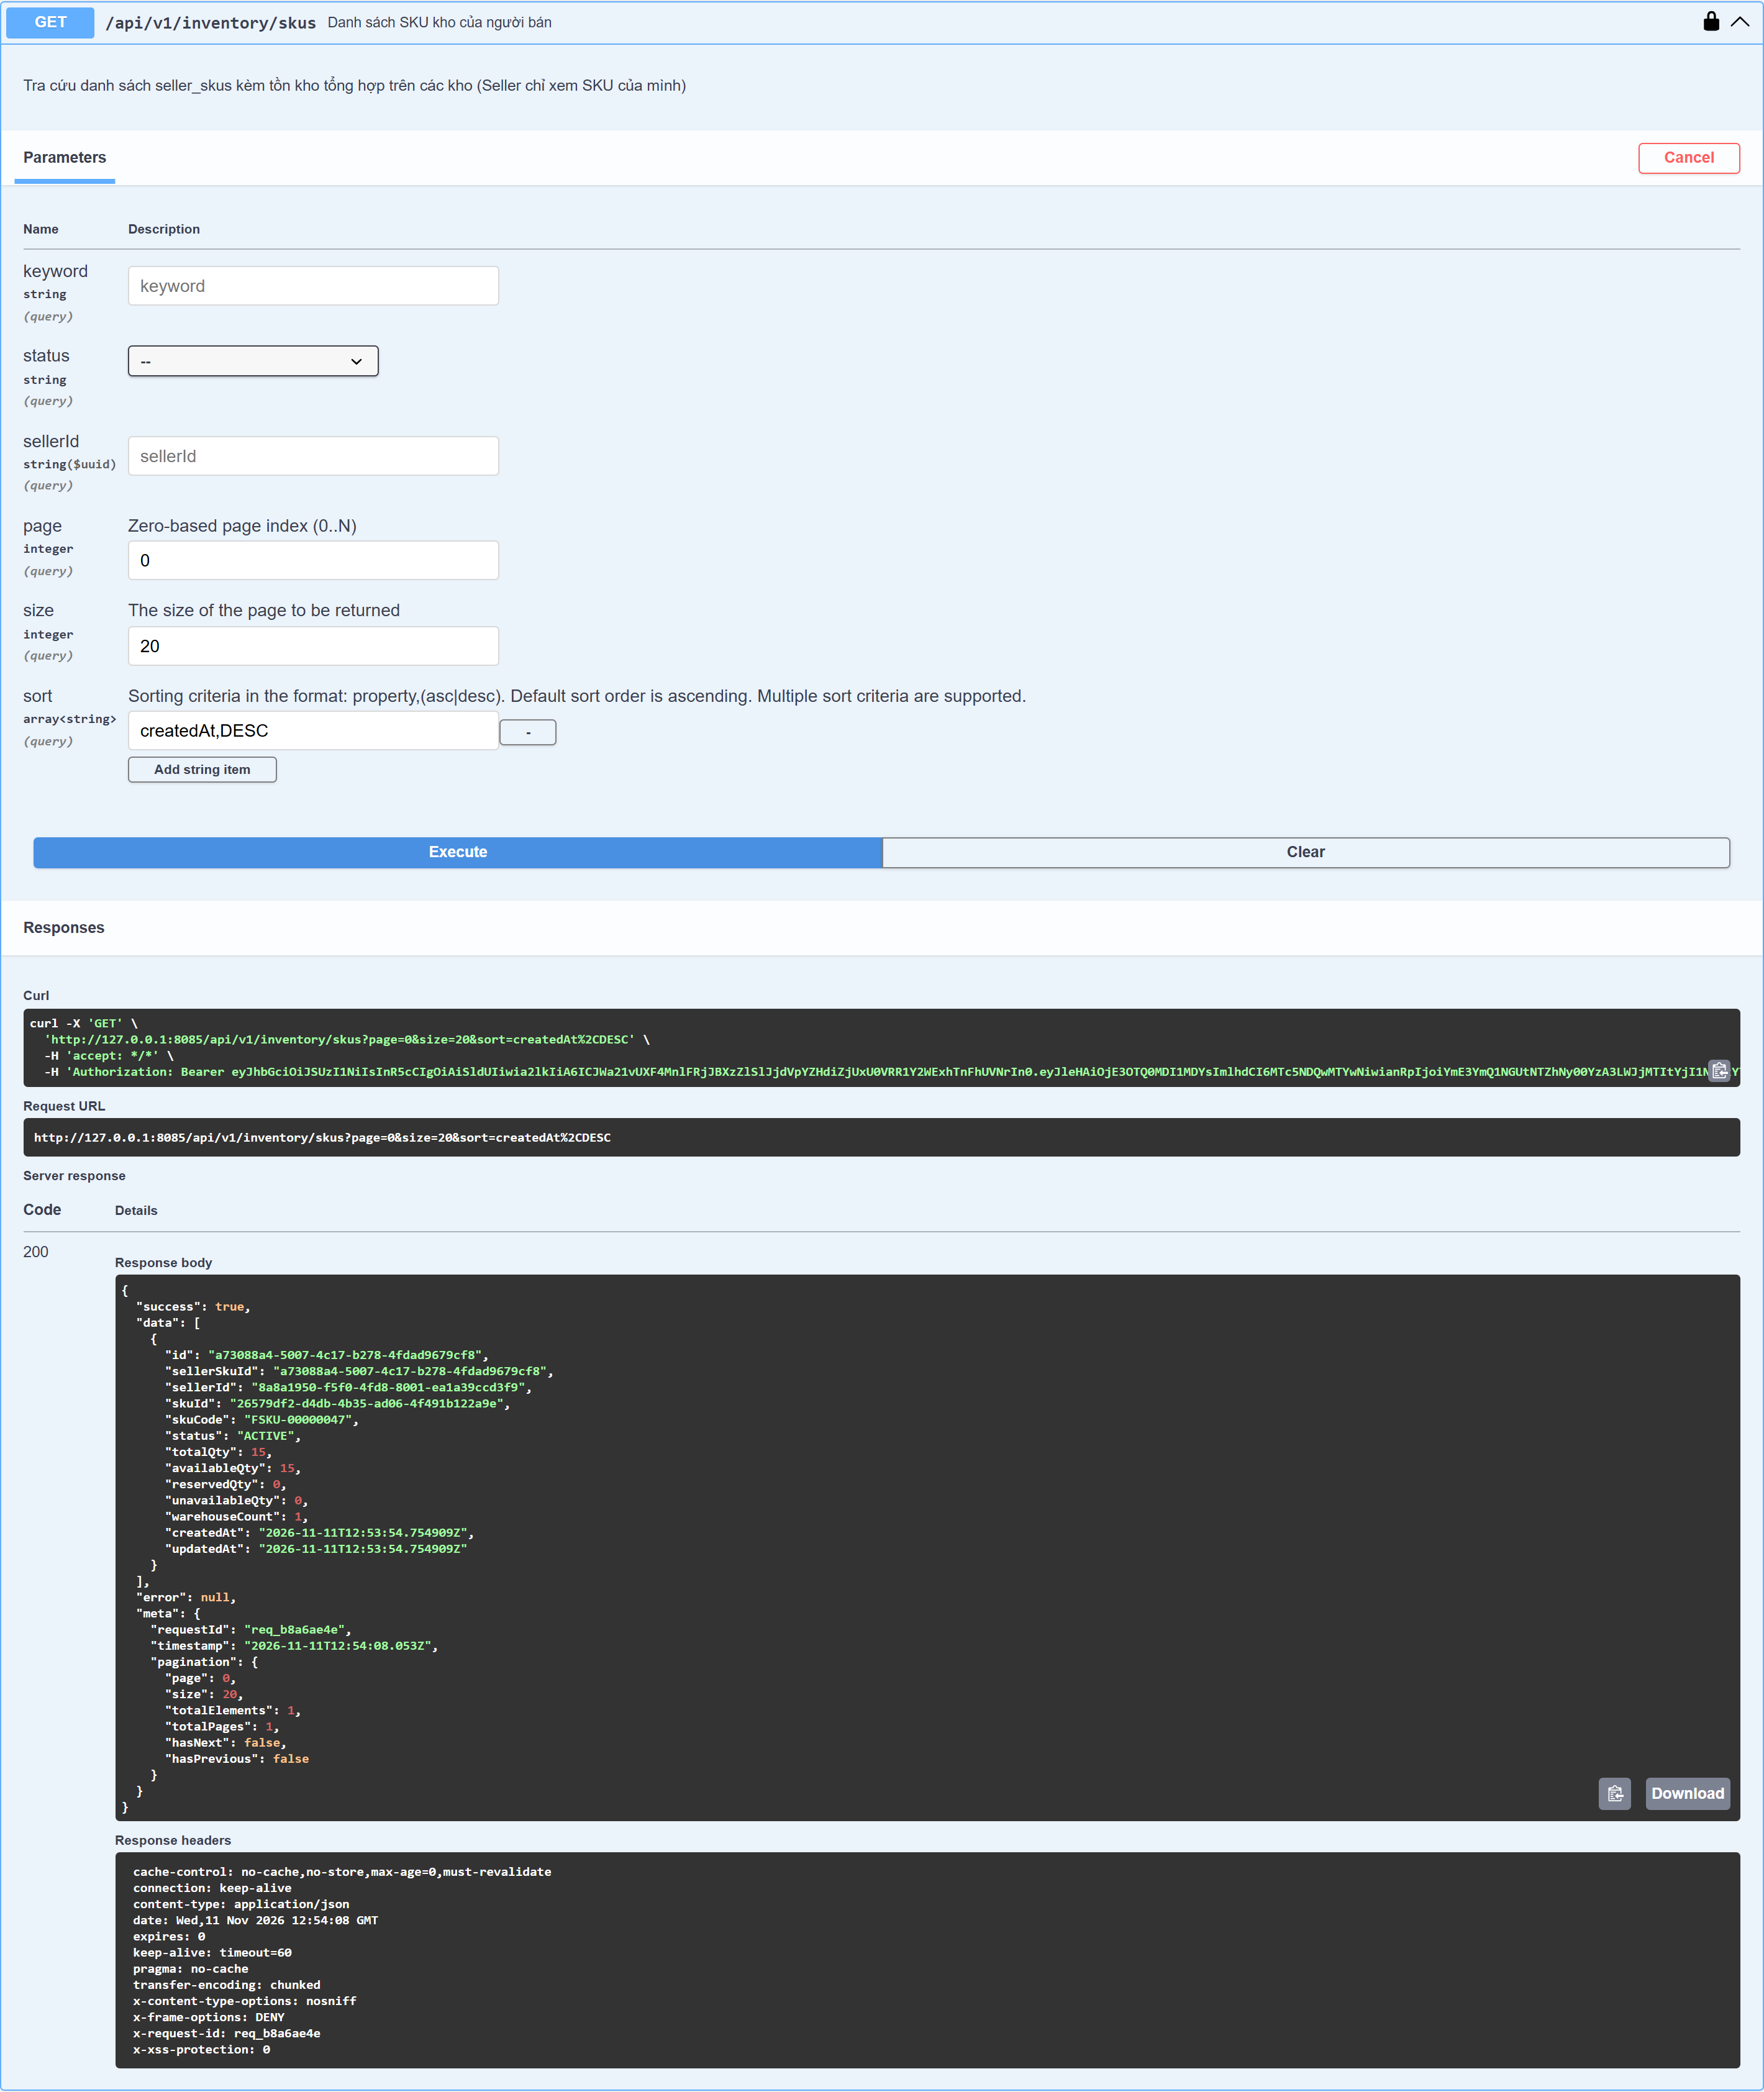 GET /api/v1/inventory/skus Danh sách SKU kho của người bán
Tra cứu danh sách seller_skus kèm tồn kho tổng hợp trên các kho (Seller chỉ xem SKU của mình)
Parameters
Cancel
Name Description
keyword
string
(query)
keyword
status
string
(query)
--
sellerId
string($uuid)
(query)
sellerId
page
integer
(query)
Zero-based page index (0..N)
0
size
integer
(query)
The size of the page to be returned
20
sort
array<string>
(query)
Sorting criteria in the format: property,(asc|desc). Default sort order is ascending. Multiple sort criteria are supported.
createdAt,DESC
-
Add string item
Execute
Clear
Responses
Curl
curl -X 'GET' \
'http://127.0.0.1:8085/api/v1/inventory/skus?page=0&size=20&sort=createdAt%2CDESC' \
-H 'accept: */*' \
-H 'Authorization: Bearer
Request URL
http://127.0.0.1:8085/api/v1/inventory/skus?page=0&size=20&sort=createdAt%2CDESC
Server response
Code Details
200
Response body
{
"success": true,
"data": [
{
"id": "a73088a4-5007-4c17-b278-4fdad9679cf8",
"sellerSkuId": "a73088a4-5007-4c17-b278-4fdad9679cf8",
"sellerId": "8a8a1950-f5f0-4fd8-8001-ea1a39ccd3f9",
"skuId": "26579df2-d4db-4b35-ad06-4f491b122a9e",
"skuCode": "FSKU-00000047",
"status": "ACTIVE",
"totalQty": 15,
"availableQty": 15,
"reservedQty": 0,
"unavailableQty": 0,
"warehouseCount": 1,
"createdAt": "2026-11-11T12:53:54.754909Z",
"updatedAt": "2026-11-11T12:53:54.754909Z"
}
],
"error": null,
"meta": {
"requestId": "req_b8a6ae4e",
"timestamp": "2026-11-11T12:54:08.053Z",
"pagination": {
"page": 0,
"size": 20,
"totalElements": 1,
"totalPages": 1,
"hasNext": false,
"hasPrevious": false
}
}
}
Download
Response headers
cache-control: no-cache,no-store,max-age=0,must-revalidate
connection: keep-alive
content-type: application/json
date: Wed,11 Nov 2026 12:54:08 GMT
expires: 0
keep-alive: timeout=60
pragma: no-cache
transfer-encoding: chunked
x-content-type-options: nosniff
x-frame-options: DENY
x-request-id: req_b8a6ae4e
x-xss-protection: 0